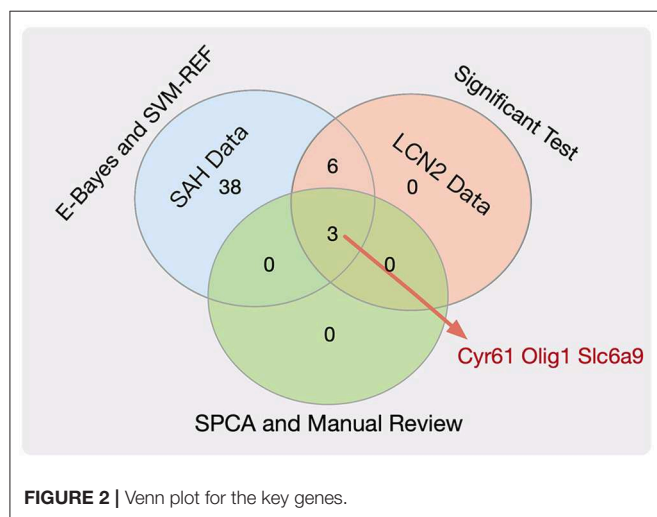 E-Bayes and SVM-REF
Significant Test
SAH Data
LCN2 Data
38
6
0
3
0
0
0
Cyr61 Olig1 Slc6a9
SPCA and Manual Review
FIGURE 2 | Venn plot for the key genes.